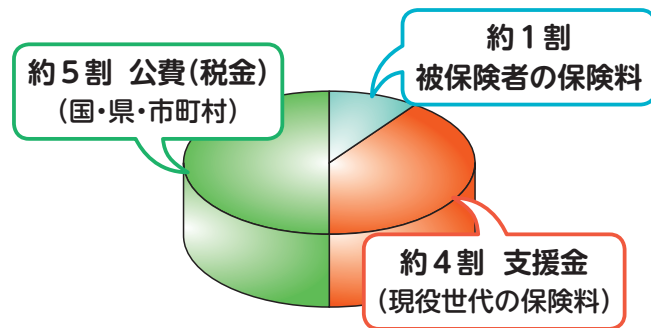 約5割 公費(税金)
(国・県・市町村)
約1割
被保険者の保険料
約4割 支援金
(現役世代の保険料)